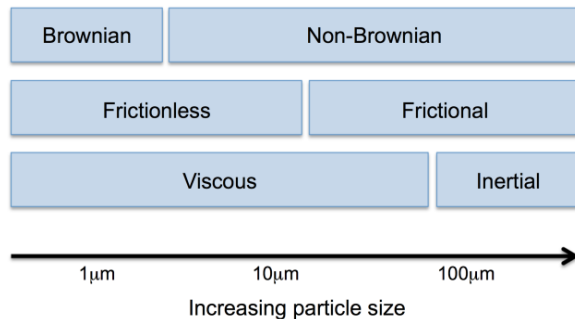 Brownian Non-Brownian
Frictionless Frictional
Viscous Inertial
1μm 10μm 100μm
Increasing particle size